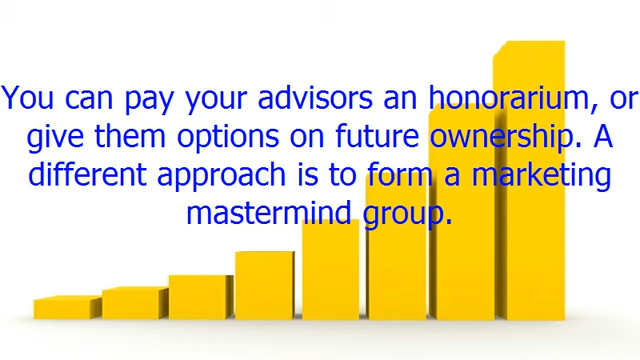 You can pay your advisors an honorarium, or
give them options on future ownership. A
different approach is to form a marketing
mastermind group.